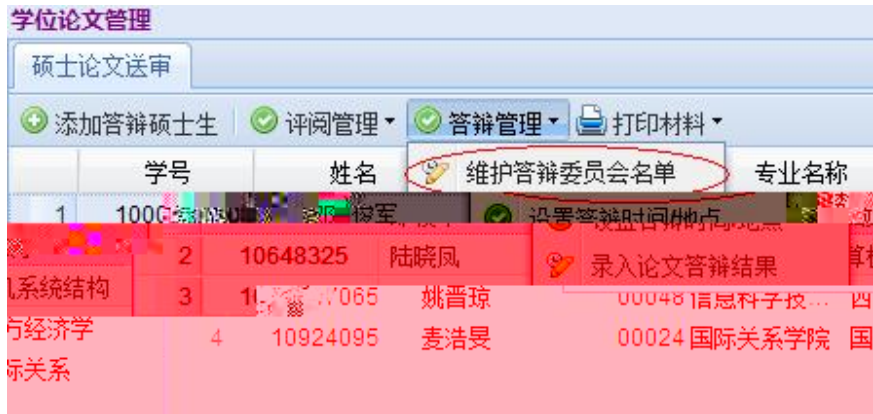 学位论文管理
硕士论文送审
添加答辩硕士生 评阅管理 答辩管理 打印材料
学号 姓名 维护答辩委员会名单 专业名称
1 俊军 设置答辩时间/地点
2 10648325 陆晓凤 录入论文答辩结果
系统结构 3 065 姚晋琼 00048 信息科学技…
经济学 4 10924095 麦浩旻 00024 国际关系学院 国
关系